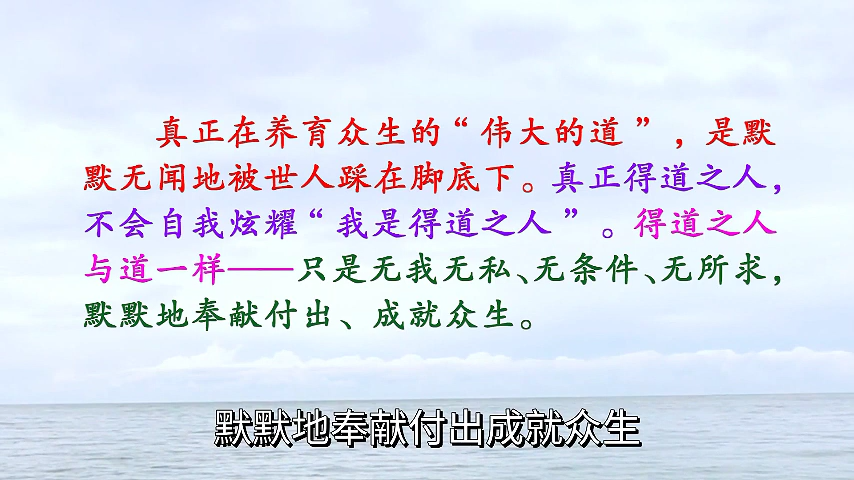 真正在养育众生的“伟大的道”，是默
默无闻地被世人踩在脚底下。真正得道之人，
不会自我炫耀“我是得道之人”。得道之人
与道一样——只是无我无私、无条件、无所求，
默默地奉献付出、成就众生。
默默地奉献付出成就众生